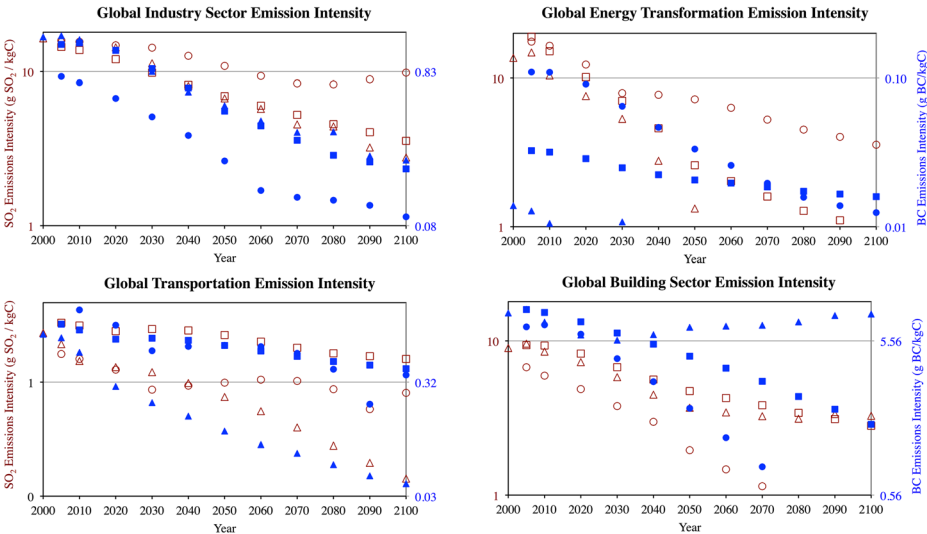 Global Industry Sector Emission Intensity
SO2 Emissions Intensity (g SO2 / kgC)
10
1
0.83
0.08
2000 2010 2020 2030 2040 2050 2060 2070 2080 2090 2100
Year
Global Energy Transformation Emission Intensity
10
1
0.10
0.01
BC Emissions Intensity (g BC/kgC)
2000 2010 2020 2030 2040 2050 2060 2070 2080 2090 2100
Year
Global Transportation Emission Intensity
SO2 Emissions Intensity (g SO2 / kgC)
1
0
0.32
0.03
2000 2010 2020 2030 2040 2050 2060 2070 2080 2090 2100
Year
Global Building Sector Emission Intensity
10
1
5.56
0.56
BC Emissions Intensity (g BC/kgC)
2000 2010 2020 2030 2040 2050 2060 2070 2080 2090 2100
Year